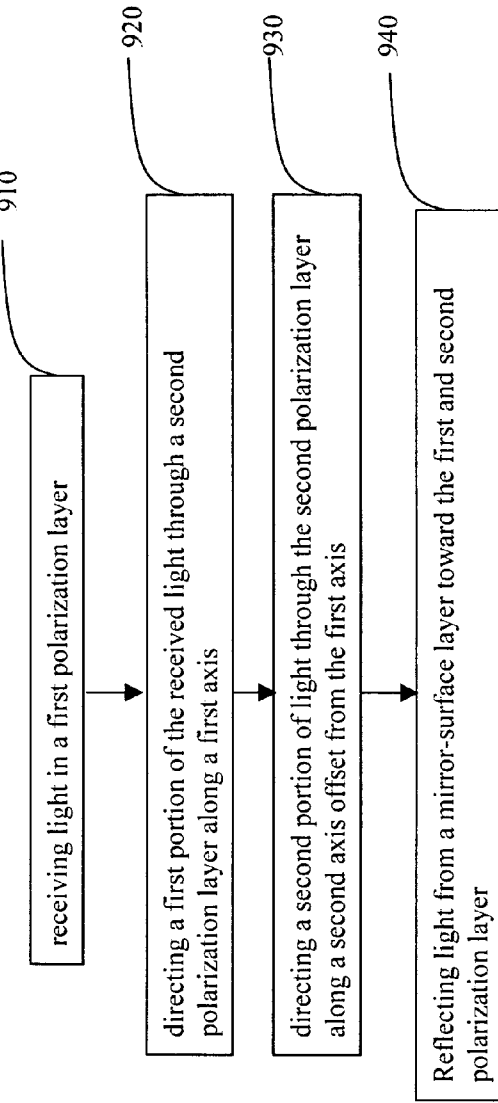 910
receiving light in a first polarization layer
920
directing a first portion of the received light through a second
polarization layer along a first axis
930
directing a second portion of light through the second polarization layer
along a second axis offset from the first axis
940
Reflecting light from a mirror-surface layer toward the first and second
polarization layer